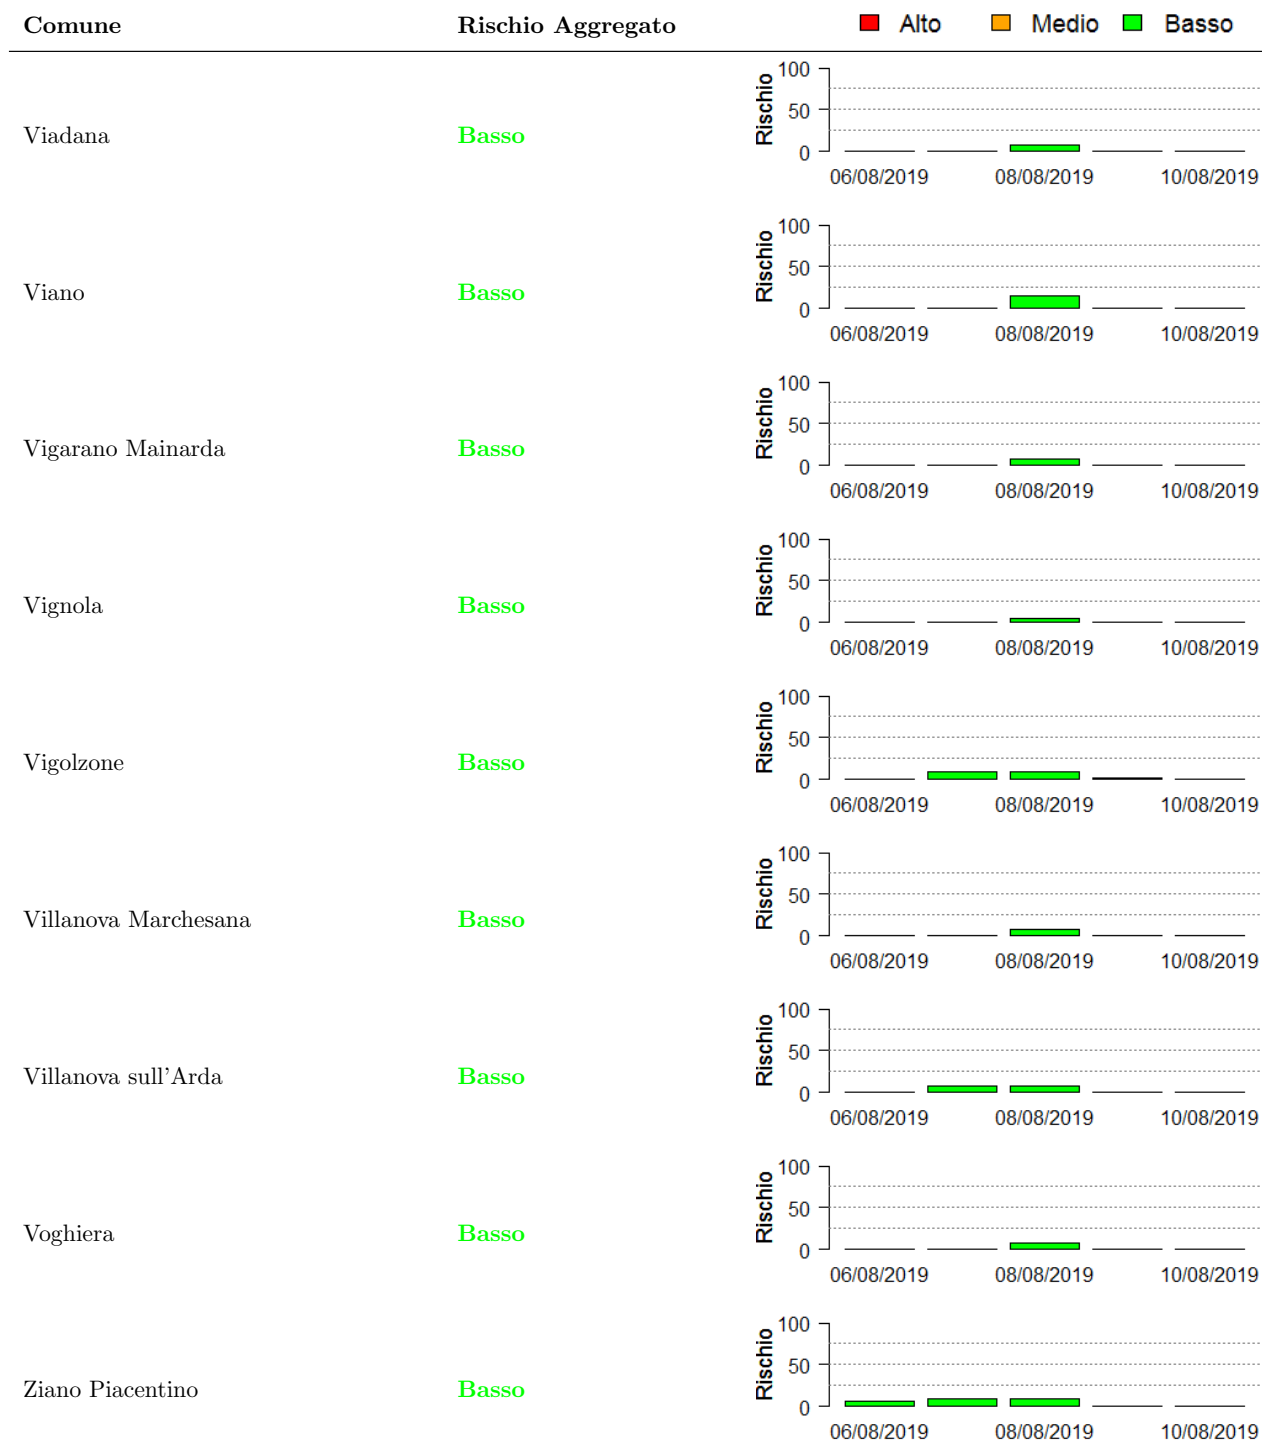 Comune Rischio Aggregato Alto Medio Basso
Viadana Basso Rischio 100 50 0
06/08/2019 08/08/2019 10/08/2019
Viano Basso Rischio 100 50 0
06/08/2019 08/08/2019 10/08/2019
Vigarano Mainarda Basso Rischio 100 50 0
06/08/2019 08/08/2019 10/08/2019
Vignola Basso Rischio 100 50 0
06/08/2019 08/08/2019 10/08/2019
Vigolzone Basso Rischio 100 50 0
06/08/2019 08/08/2019 10/08/2019
Villanova Marchesana Basso Rischio 100 50 0
06/08/2019 08/08/2019 10/08/2019
Villanova sull'Arda Basso Rischio 100 50 0
06/08/2019 08/08/2019 10/08/2019
Voghiera Basso Rischio 100 50 0
06/08/2019 08/08/2019 10/08/2019
Ziano Piacentino Basso Rischio 100 50 0
06/08/2019 08/08/2019 10/08/2019